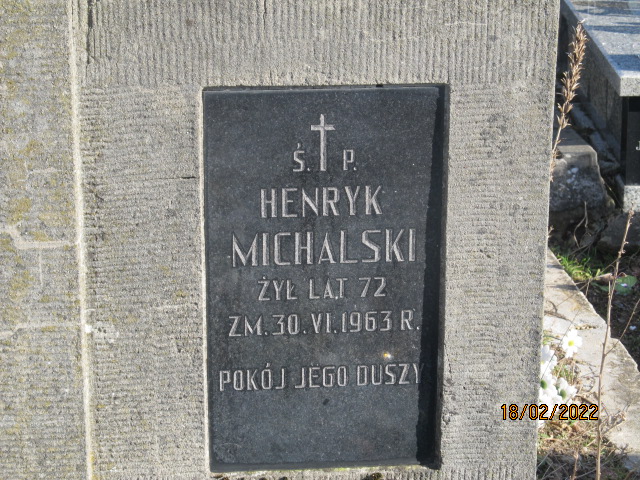 Ś. P.
HENRYK
MICHALSKI
ŻYŁ LAT 72
ZM. 30. VI. 1963 R.
POKÓJ JEGO DUSZY
18/02/2022